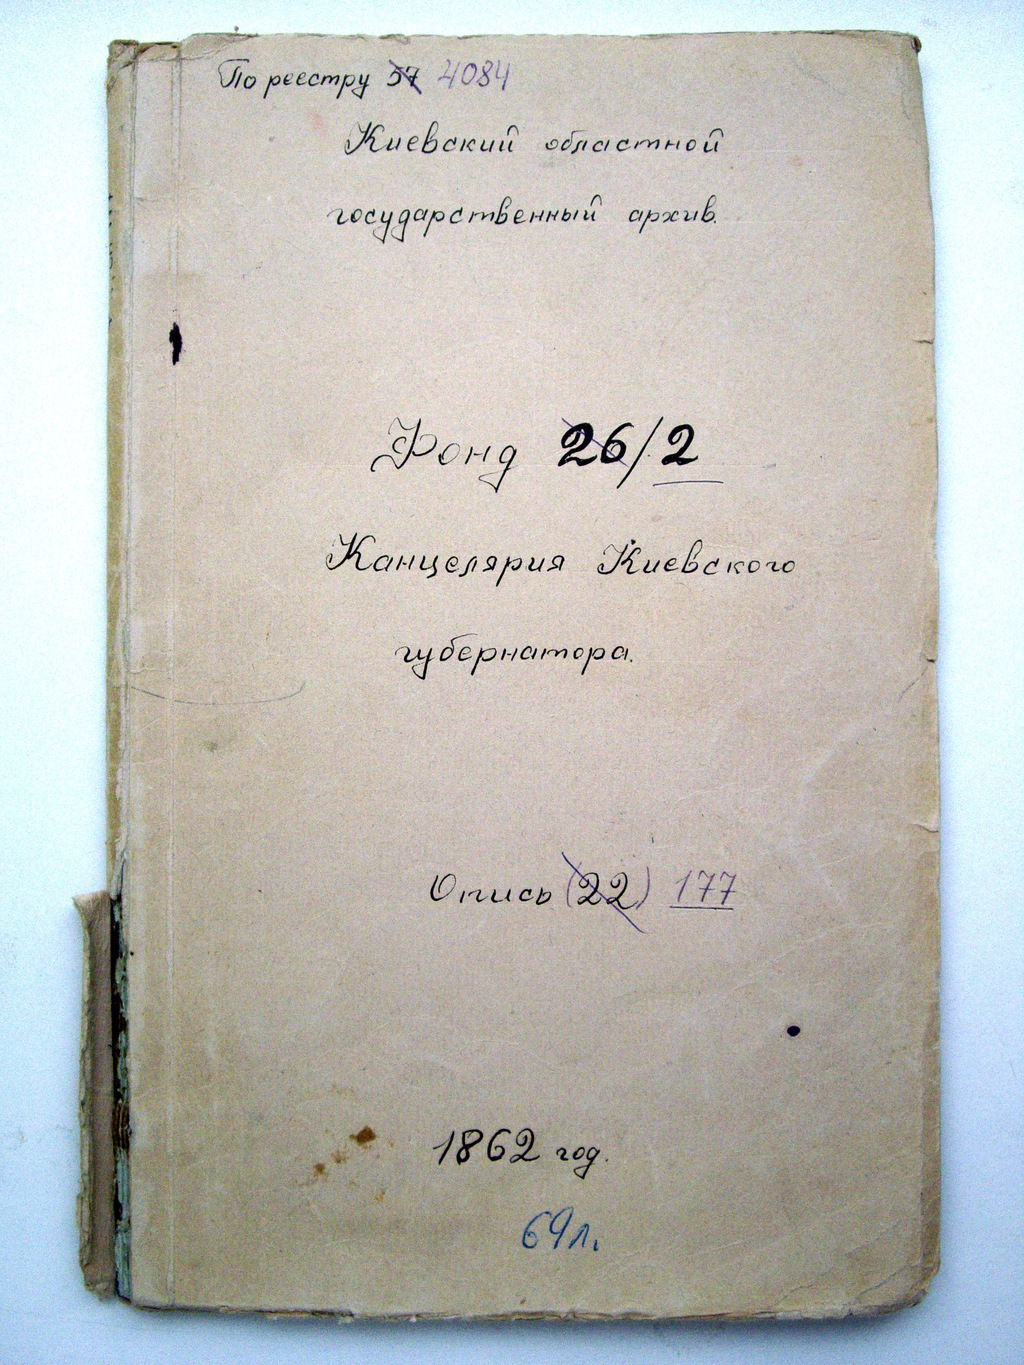 По реестру 57 4084
Киевский областной
государственный архив.
Фонд 26/2
Канцелярия Киевского
губернатора.
Опись (22) 177
1862 год.
69л.